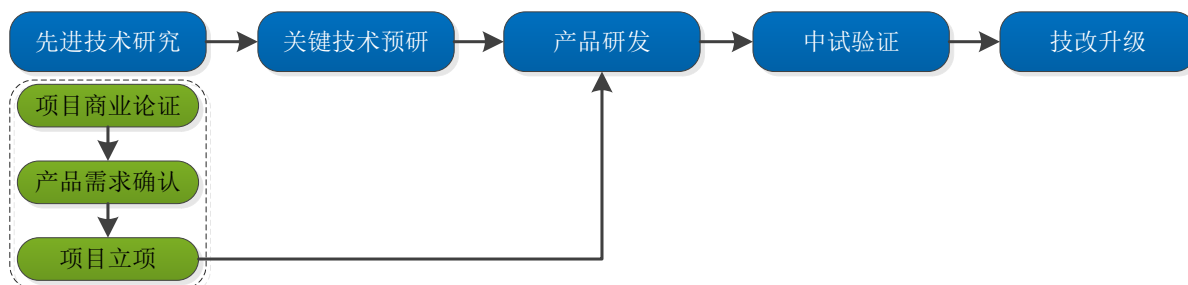 先进技术研究
关键技术预研
产品研发
中试验证
技改升级
项目商业论证
产品需求确认
项目立项